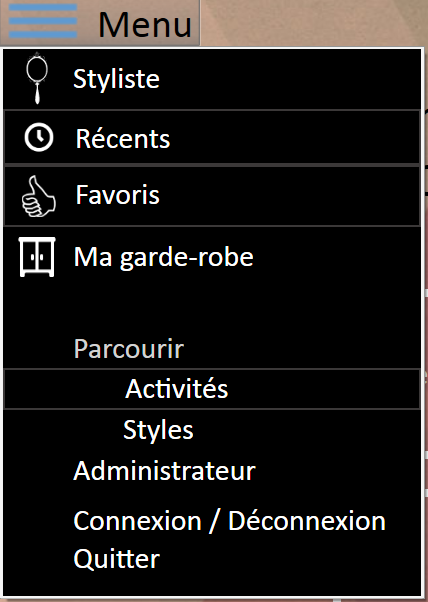 Menu
Styliste
Récents
Favoris
Ma garde-robe
Parcourir
Activités
Styles
Administrateur
Connexion / Déconnexion
Quitter